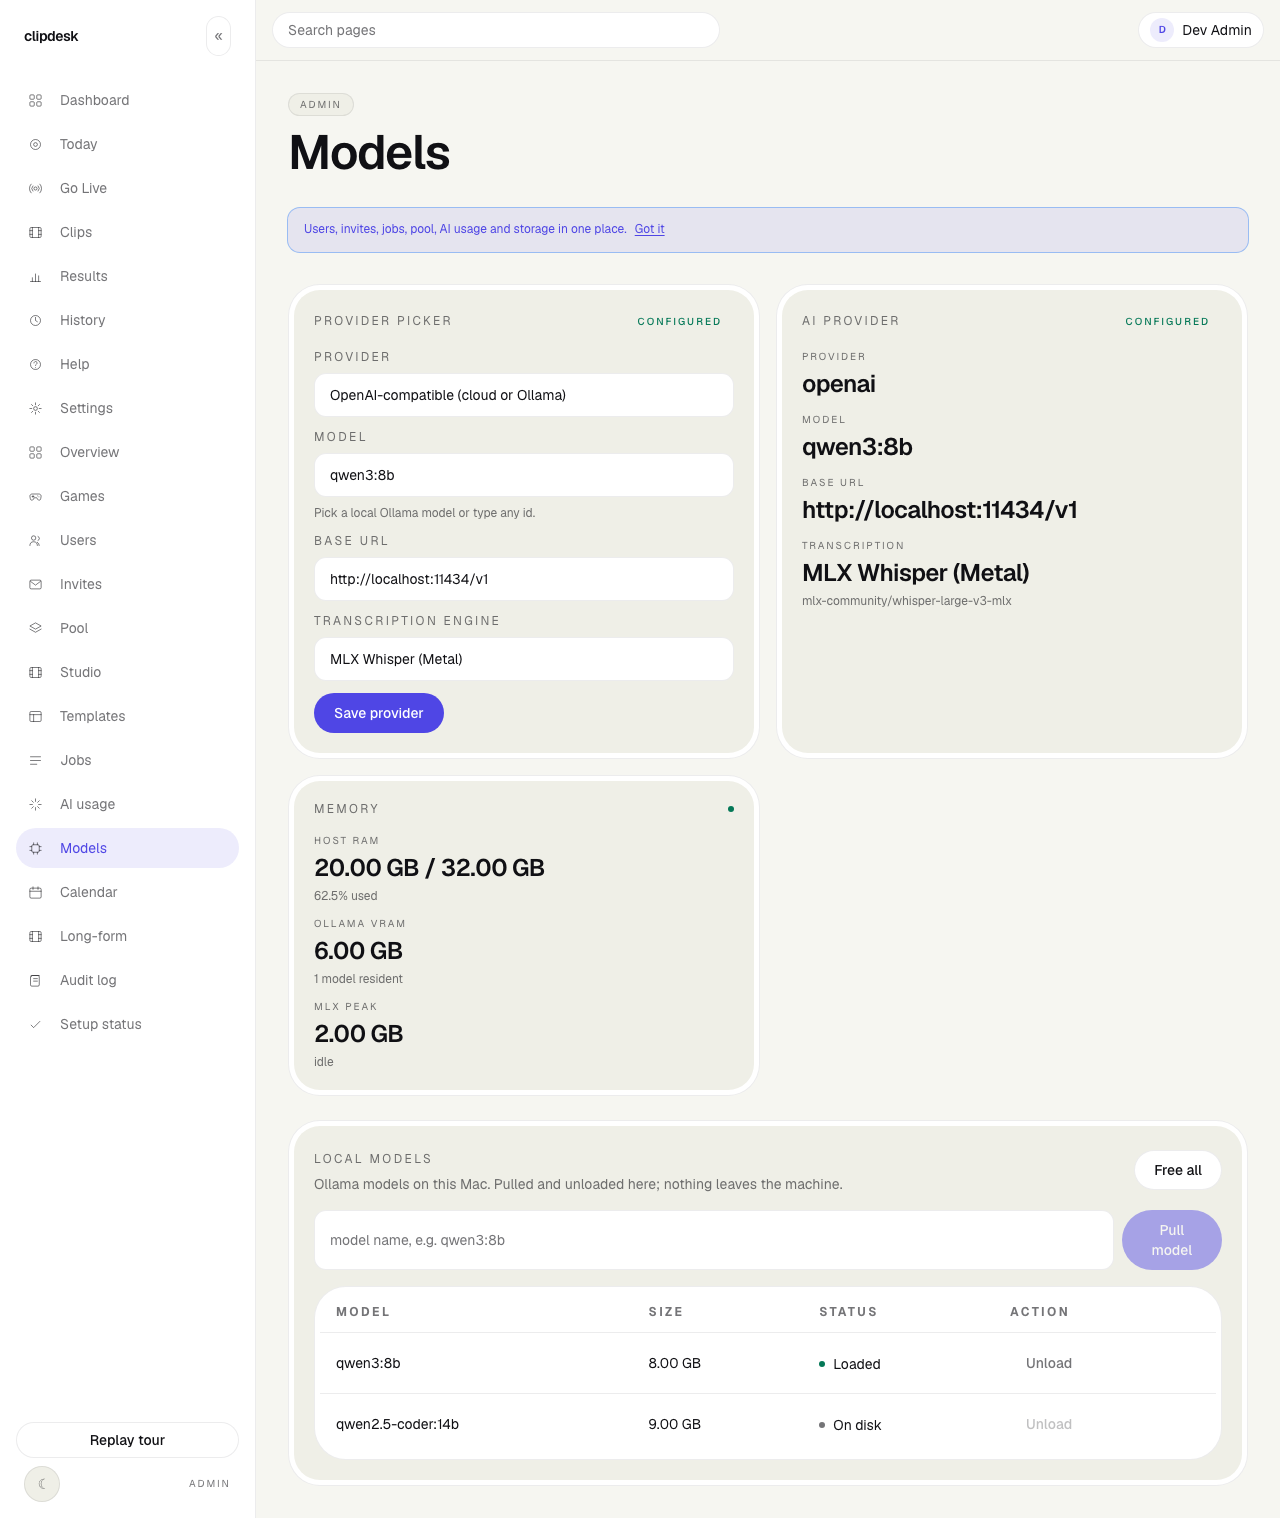 clipdesk
«
Dashboard
Today
Go Live
Clips
Results
History
Help
Settings
Overview
Games
Users
Invites
Pool
Studio
Templates
Jobs
AI usage
Models
Calendar
Long-form
Audit log
Setup status
Replay tour
ADMIN
Search pages
D
Dev Admin
ADMIN
Models
Users, invites, jobs, pool, AI usage and storage in one place. Got it
PROVIDER PICKER
CONFIGURED
PROVIDER
OpenAI-compatible (cloud or Ollama)
MODEL
qwen3:8b
Pick a local Ollama model or type any id.
BASE URL
http://localhost:11434/v1
TRANSCRIPTION ENGINE
MLX Whisper (Metal)
Save provider
AI PROVIDER
CONFIGURED
PROVIDER
openai
MODEL
qwen3:8b
BASE URL
http://localhost:11434/v1
TRANSCRIPTION
MLX Whisper (Metal)
mlx-community/whisper-large-v3-mlx
MEMORY
HOST RAM
20.00 GB / 32.00 GB
62.5% used
OLLAMA VRAM
6.00 GB
1 model resident
MLX PEAK
2.00 GB
idle
LOCAL MODELS
Ollama models on this Mac. Pulled and unloaded here; nothing leaves the machine.
Free all
model name, e.g. qwen3:8b
Pull
model
MODEL SIZE STATUS ACTION
qwen3:8b 8.00 GB Loaded Unload
qwen2.5-coder:14b 9.00 GB On disk Unload